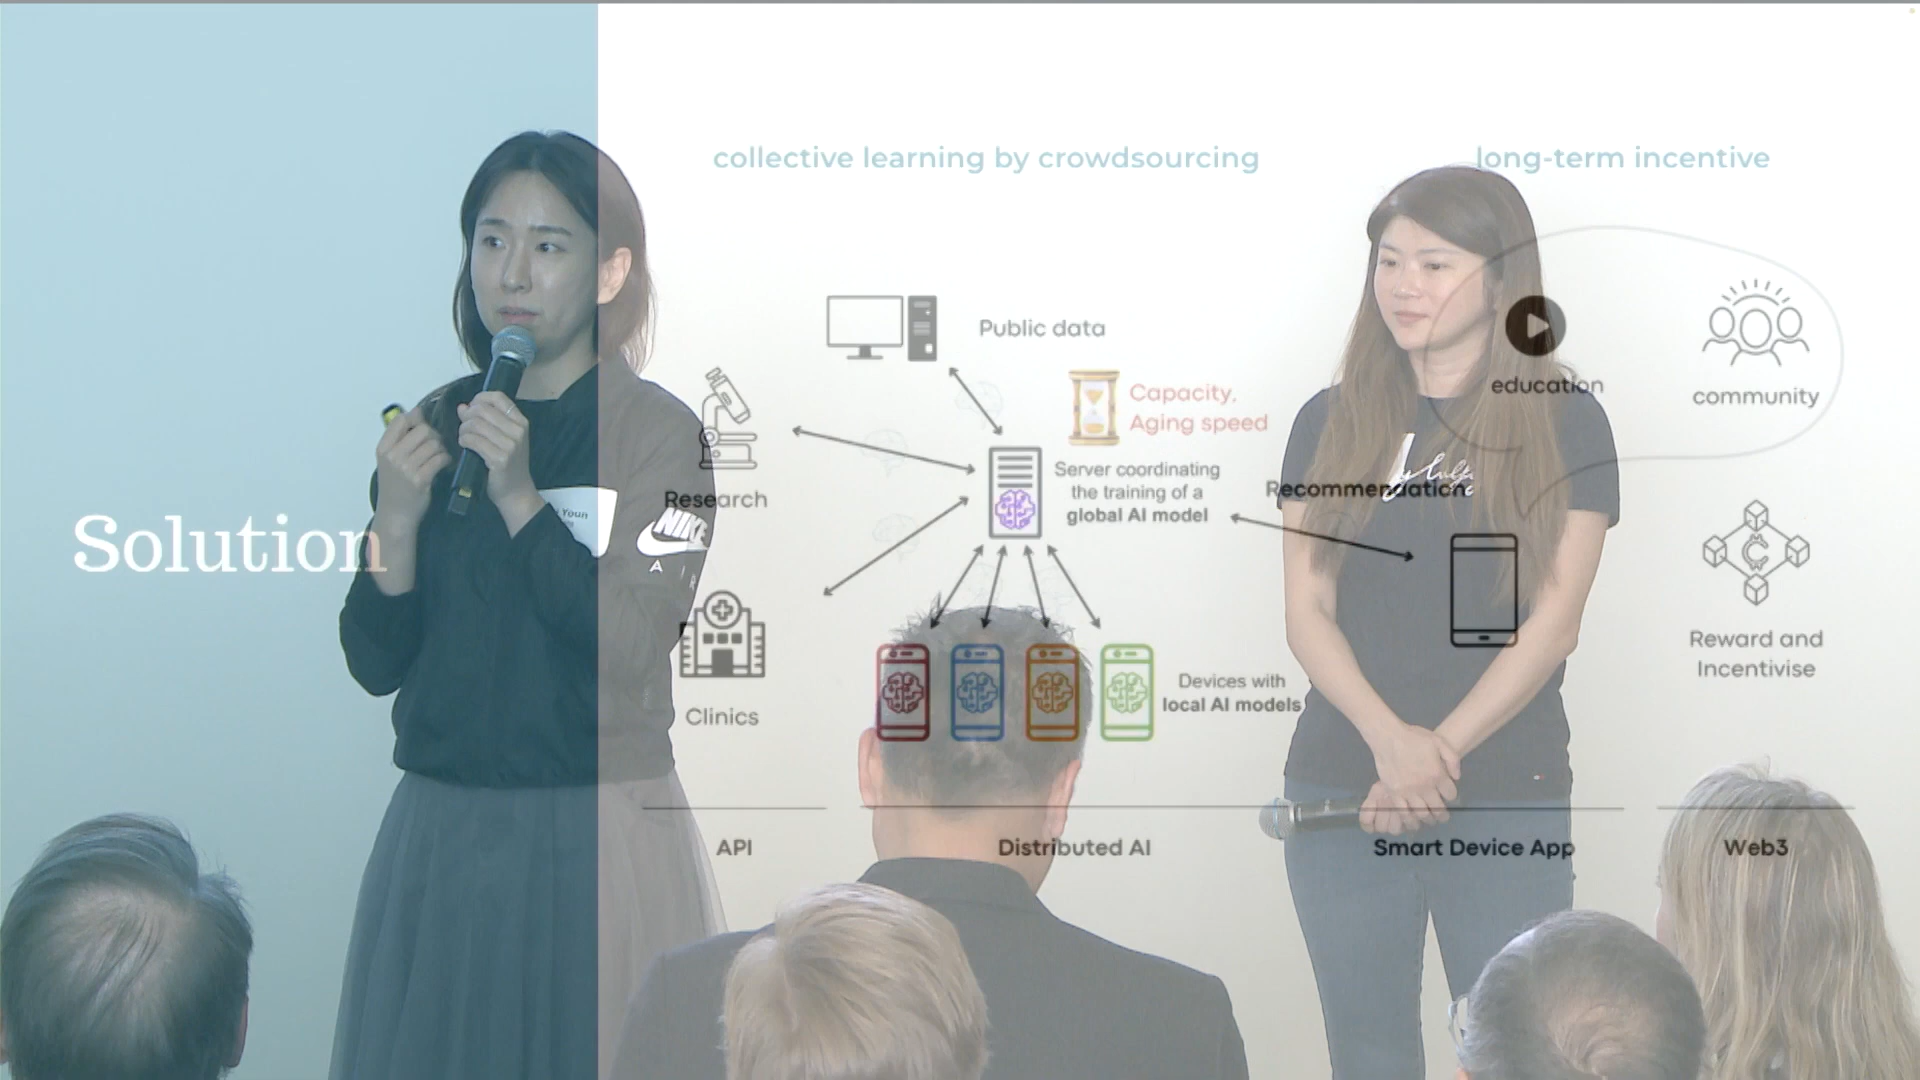 Solution
collective learning by crowdsourcing
long-term incentive
Public data
Capacity,
Aging speed
education
community
Research
Server coordinating
the training of a
global AI model
Recommendation
Youn
NIKE
AIR
Clinics
Devices with
local AI models
Reward and
Incentivise
API
Distributed AI
Smart Device App
Web3